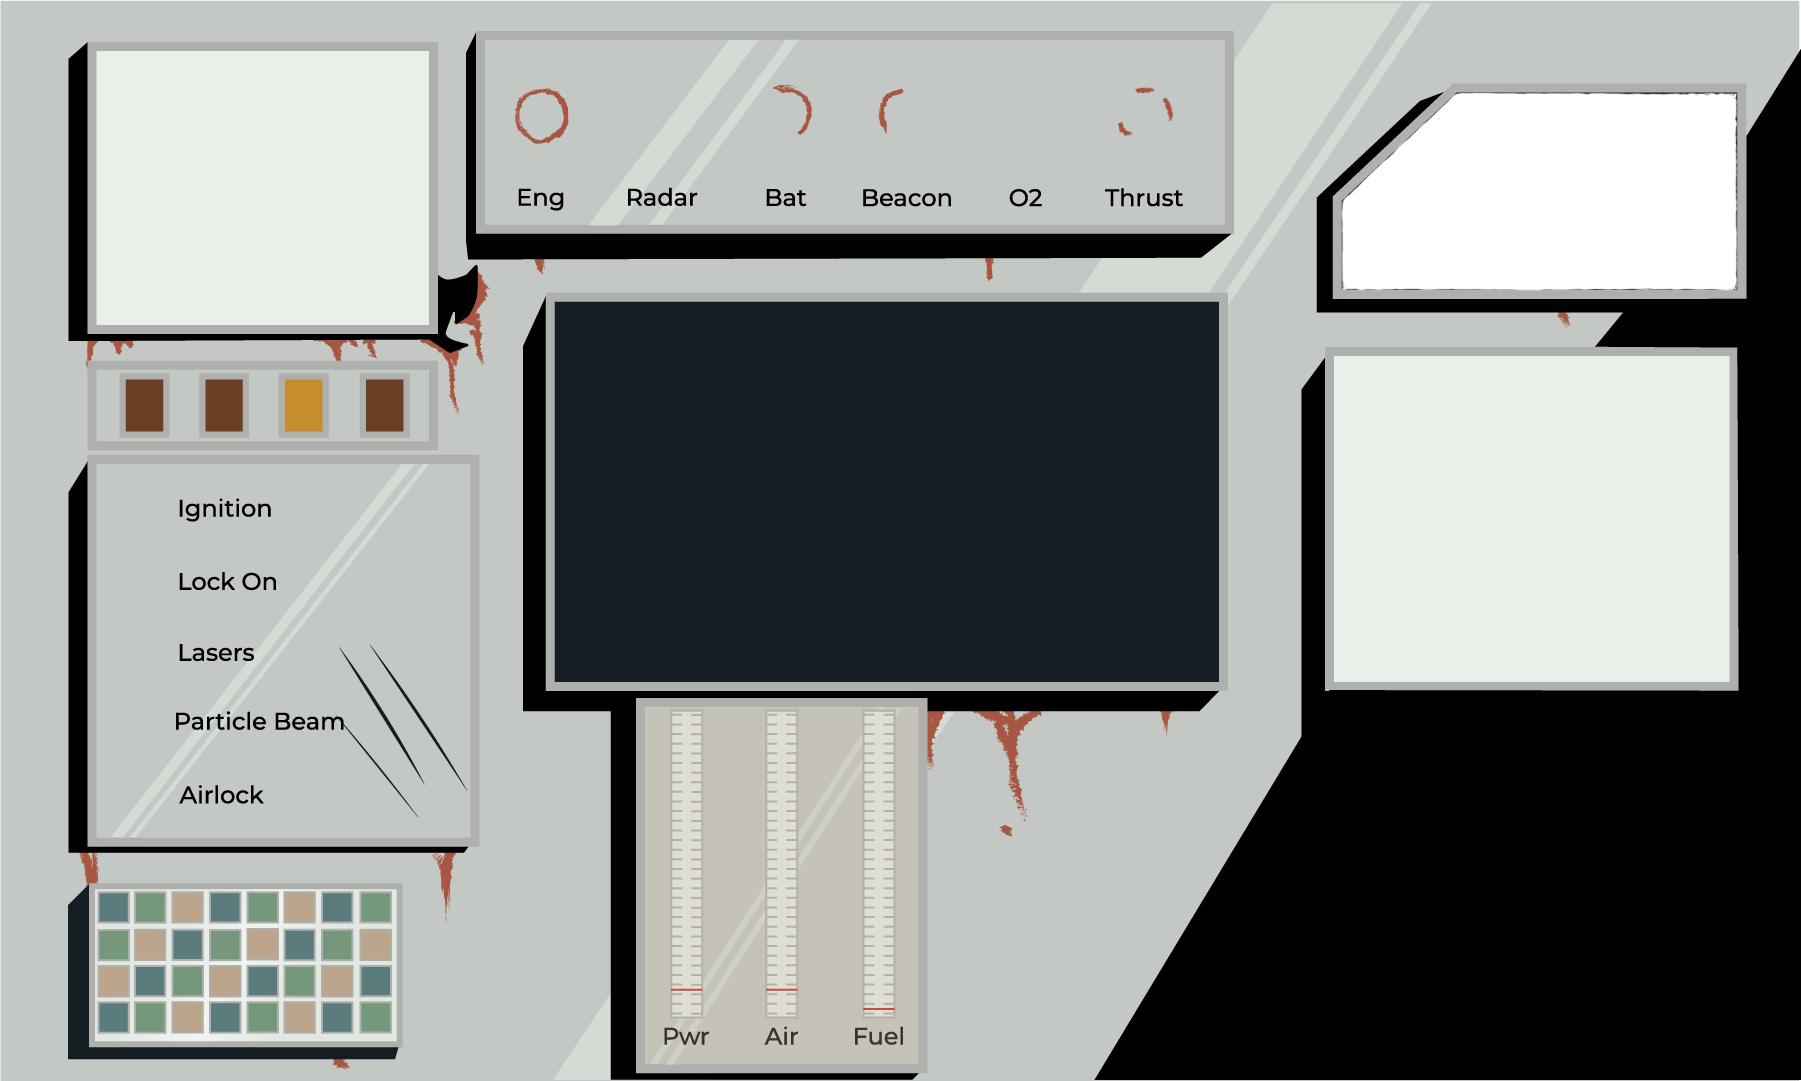 Eng Radar Bat Beacon O2 Thrust
Ignition
Lock On
Lasers
Particle Beam
Airlock
Pwr Air Fuel